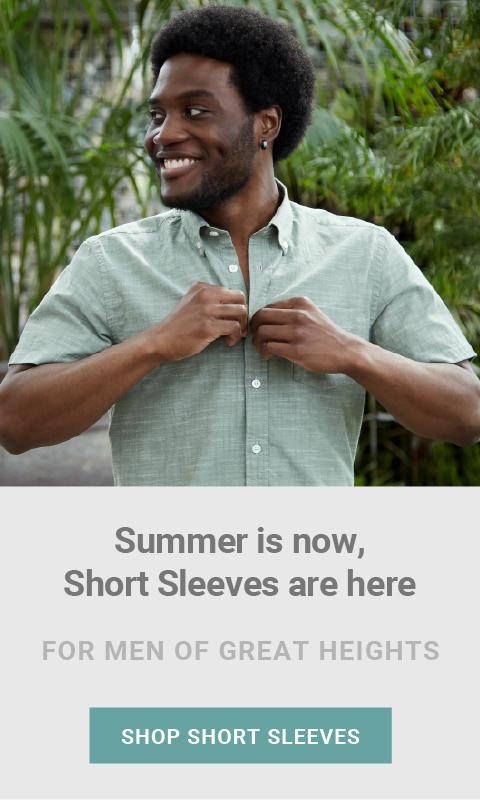 Summer is now,
Short Sleeves are here
FOR MEN OF GREAT HEIGHTS
SHOP SHORT SLEEVES